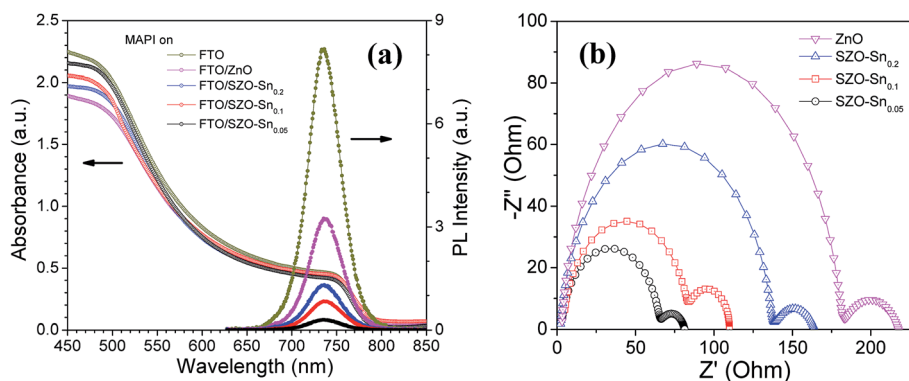 (a)
MAPI on
FTO
FTO/ZnO
FTO/SZO-Sn0.2
FTO/SZO-Sn0.1
FTO/SZO-Sn0.05
Absorbance (a.u.)
2.5
2.0
1.5
1.0
0.5
0.0
PL Intensity (a.u.)
9
6
3
0
450 500 550 600 650 700 750 800 850
Wavelength (nm)
(b)
ZnO
SZO-Sn0.2
SZO-Sn0.1
SZO-Sn0.05
-Z'' (Ohm)
100
80
60
40
20
0
0 50 100 150 200
Z' (Ohm)